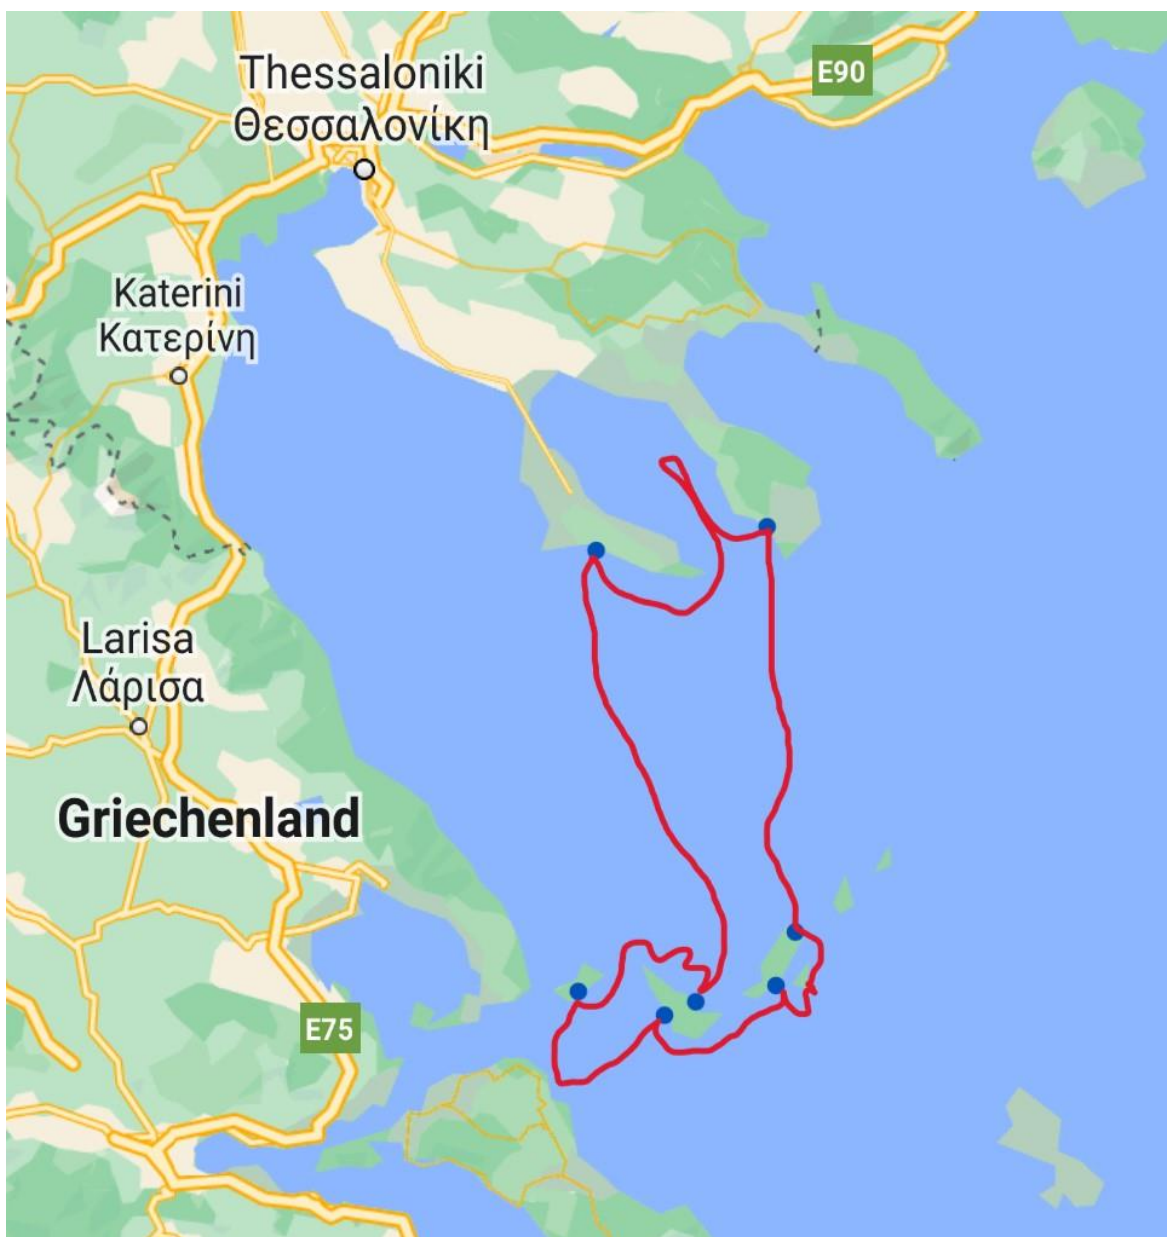 Thessaloniki
Θεσσαλονίκη
E90
Katerini
Κατερίνη
Larisa
Λάρισα
Griechenland
E75